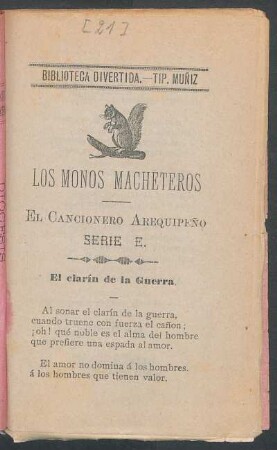 [21]
BIBLIOTECA DIVERTIDA.—TIP. MUÑIZ
LOS MONOS MACHETEROS
EL CANCIONERO AREQUIPEÑO
SERIE E.
El clarín de la Guerra.
Al sonar el clarín de la guerra,
cuando truena con fuerza el cañon;
¡oh! qué noble es el alma del hombre
que prefiere una espada al amor.
El amor no domina á los hombres.
á los hombres que tienen valor.